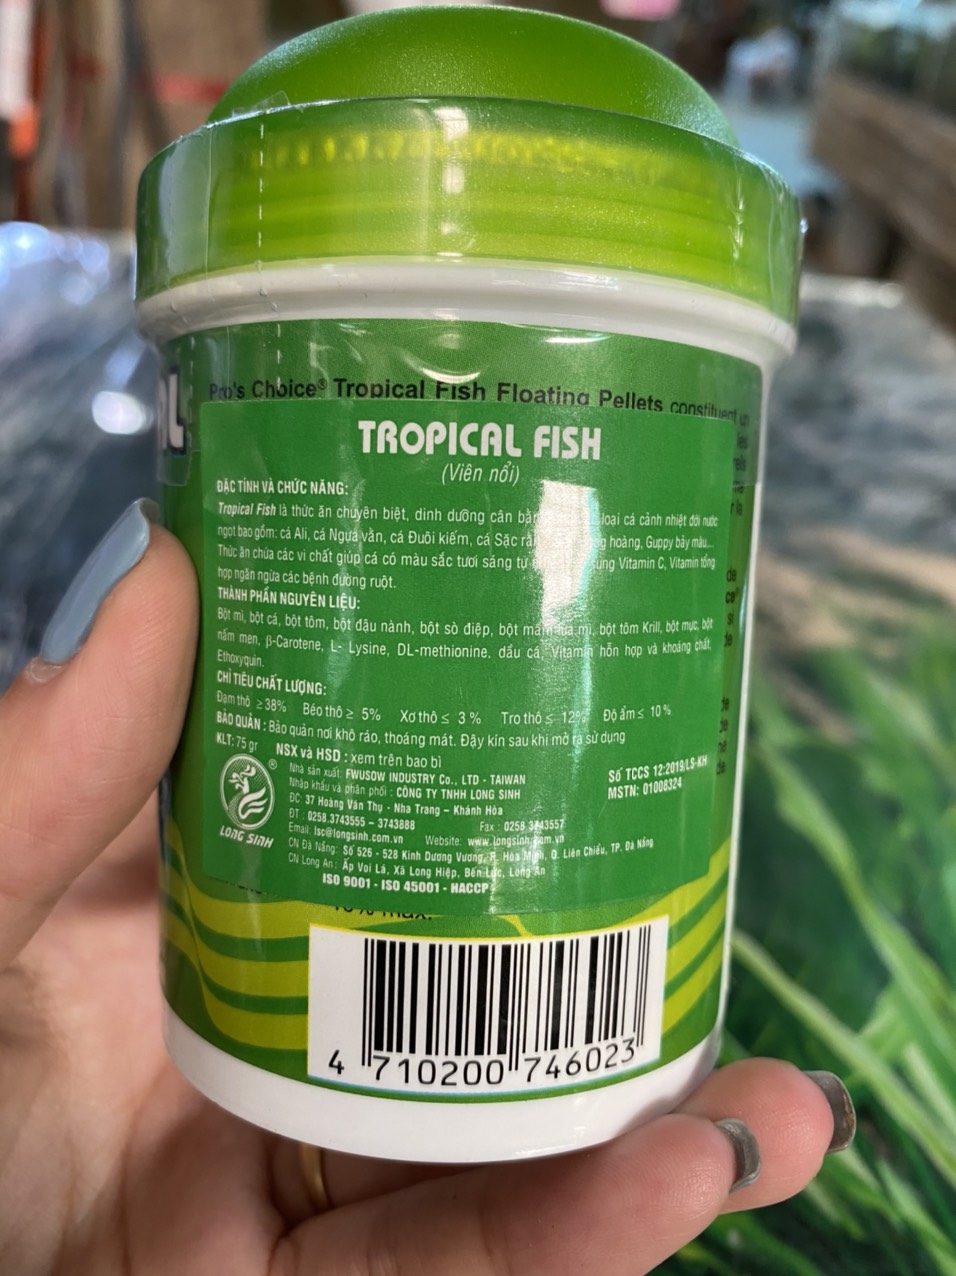 Pro's Choice® Tropical Fish Floating Pellets constituent
TROPICAL FISH
(Viên nổi)
ĐẶC TÍNH VÀ CHỨC NĂNG:
Tropical Fish là thức ăn chuyên biệt, dinh dưỡng cân loại cá cảnh nhiệt đới nước
ngọt bao gồm: cá Ali, cá Ngựa vằn, cá Đuôi kiếm, cá Sặc hoàng, Guppy bảy màu...
Thức ăn chứa các vi chất giúp cá có màu sắc tươi sáng tự sung Vitamin C, Vitamin tổng
hợp ngăn ngừa các bệnh đường ruột.
THÀNH PHẦN NGUYÊN LIỆU:
Bột mì, bột cá, bột tôm, bột đậu nành, bột sò điệp, bột mầm lúa mì, bột tôm Krill, bột mực, bột
nấm men, β-Carotene, L- Lysine, DL-methionine, dầu cá, Vitamin hỗn hợp và khoáng chất,
Ethoxyquin.
CHỈ TIÊU CHẤT LƯỢNG:
Đạm thô ≥38% Béo thô ≥ 5% Xơ thô ≤ 3 % Tro thô ≤ 12% Độ ẩm ≤ 10 %
BẢO QUẢN : Bảo quản nơi khô ráo, thoáng mát. Đậy kín sau khi mở ra sử dụng
KLT: 75 gr NSX và HSD : xem trên bao bì
Nhà sản xuất: FWUSOW INDUSTRY Co., LTD - TAIWAN
Nhập khẩu và phân phối : CÔNG TY TNHH LONG SINH
Số TCCS 12:2019/LS-KH
MSTN: 01008324
ĐC: 37 Hoàng Văn Thụ - Nha Trang – Khánh Hòa
ĐT : 0258.3743555 - 3743888 Fax : 0258 3743557
Email: lsc@longsinh.com.vn Website: www.longsinh.com.vn
CN Đà Nẵng: Số 526 - 528 Kinh Dương Vương, P. Hòa Minh, Q. Liên Chiểu, TP. Đà Nẵng
CN Long An: Ấp Voi Lá, Xã Long Hiệp, Bến Lức, Long An
ISO 9001 - ISO 45001 - HACCP
®
LONG SINH
max.
4 710200 746023